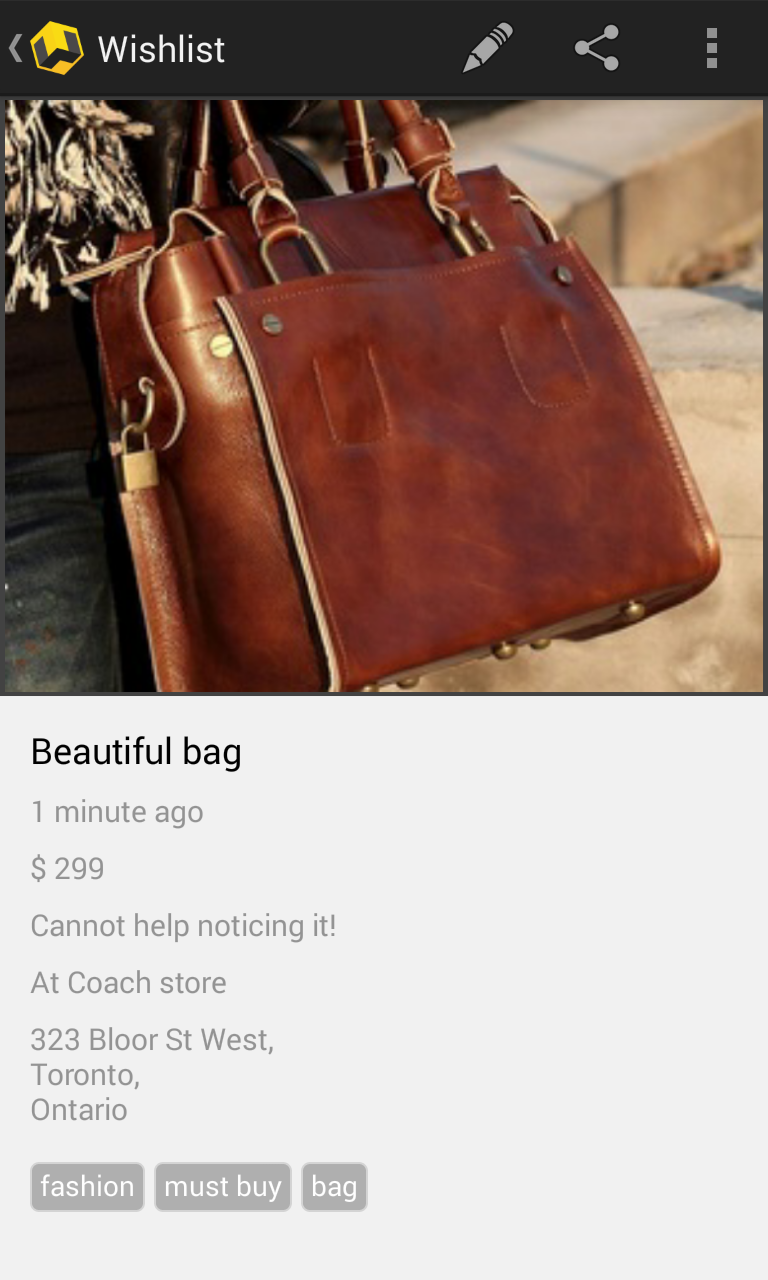 Wishlist
Beautiful bag
1 minute ago
$ 299
Cannot help noticing it!
At Coach store
323 Bloor St West,
Toronto,
Ontario
fashion must buy bag